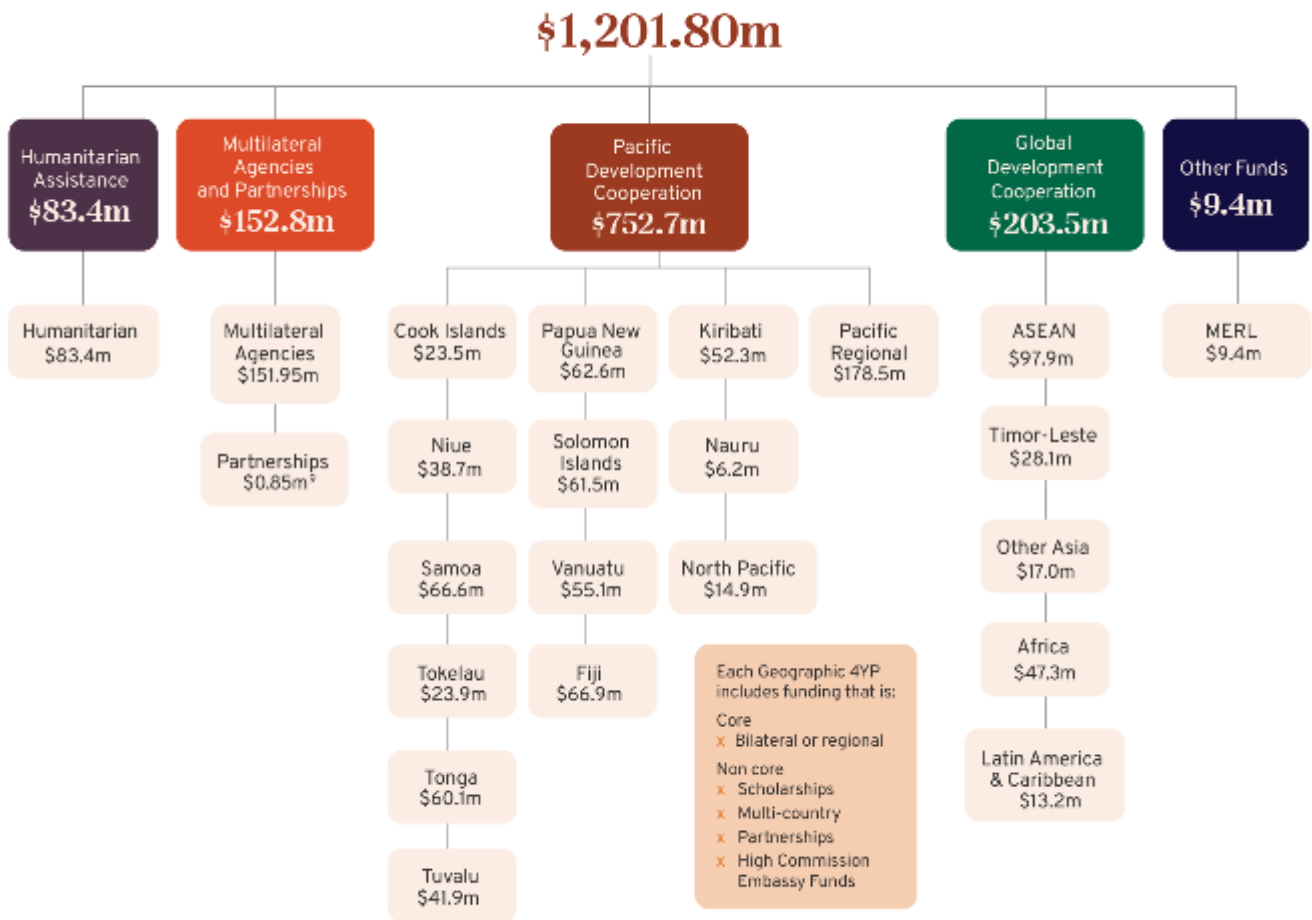 $1,201.80m
Humanitarian
Assistance
$83.4m
Multilateral
Agencies
and Partnerships
$152.8m
Pacific
Development
Cooperation
$752.7m
Global
Development
Cooperation
$203.5m
Other Funds
$9.4m
Humanitarian
$83.4m
Multilateral
Agencies
$151.95m
Partnerships
$0.85m⁹
Cook Islands
$23.5m
Niue
$38.7m
Samoa
$66.6m
Tokelau
$23.9m
Tonga
$60.1m
Tuvalu
$41.9m
Papua New
Guinea
$62.6m
Solomon
Islands
$61.5m
Vanuatu
$55.1m
Fiji
$66.9m
Kiribati
$52.3m
Nauru
$6.2m
North Pacific
$14.9m
Pacific
Regional
$178.5m
Each Geographic 4YP
includes funding that is:
Core
x Bilateral or regional
Non core
x Scholarships
x Multi-country
x Partnerships
x High Commission
Embassy Funds
ASEAN
$97.9m
Timor-Leste
$28.1m
Other Asia
$17.0m
Africa
$47.3m
Latin America
& Caribbean
$13.2m
MERL
$9.4m